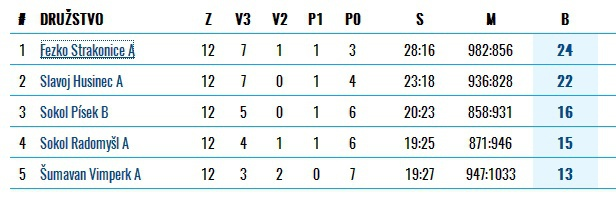 # DRUŽSTVO Z V3 V2 P1 P0 S M B
1 Fezko Strakonice A 12 7 1 1 3 28:16 982:856 24
2 Slavoj Husinec A 12 7 0 1 4 23:18 936:828 22
3 Sokol Písek B 12 5 0 1 6 20:23 858:931 16
4 Sokol Radomyšl A 12 4 1 1 6 19:25 871:946 15
5 Šumavan Vimperk A 12 3 2 0 7 19:27 947:1033 13